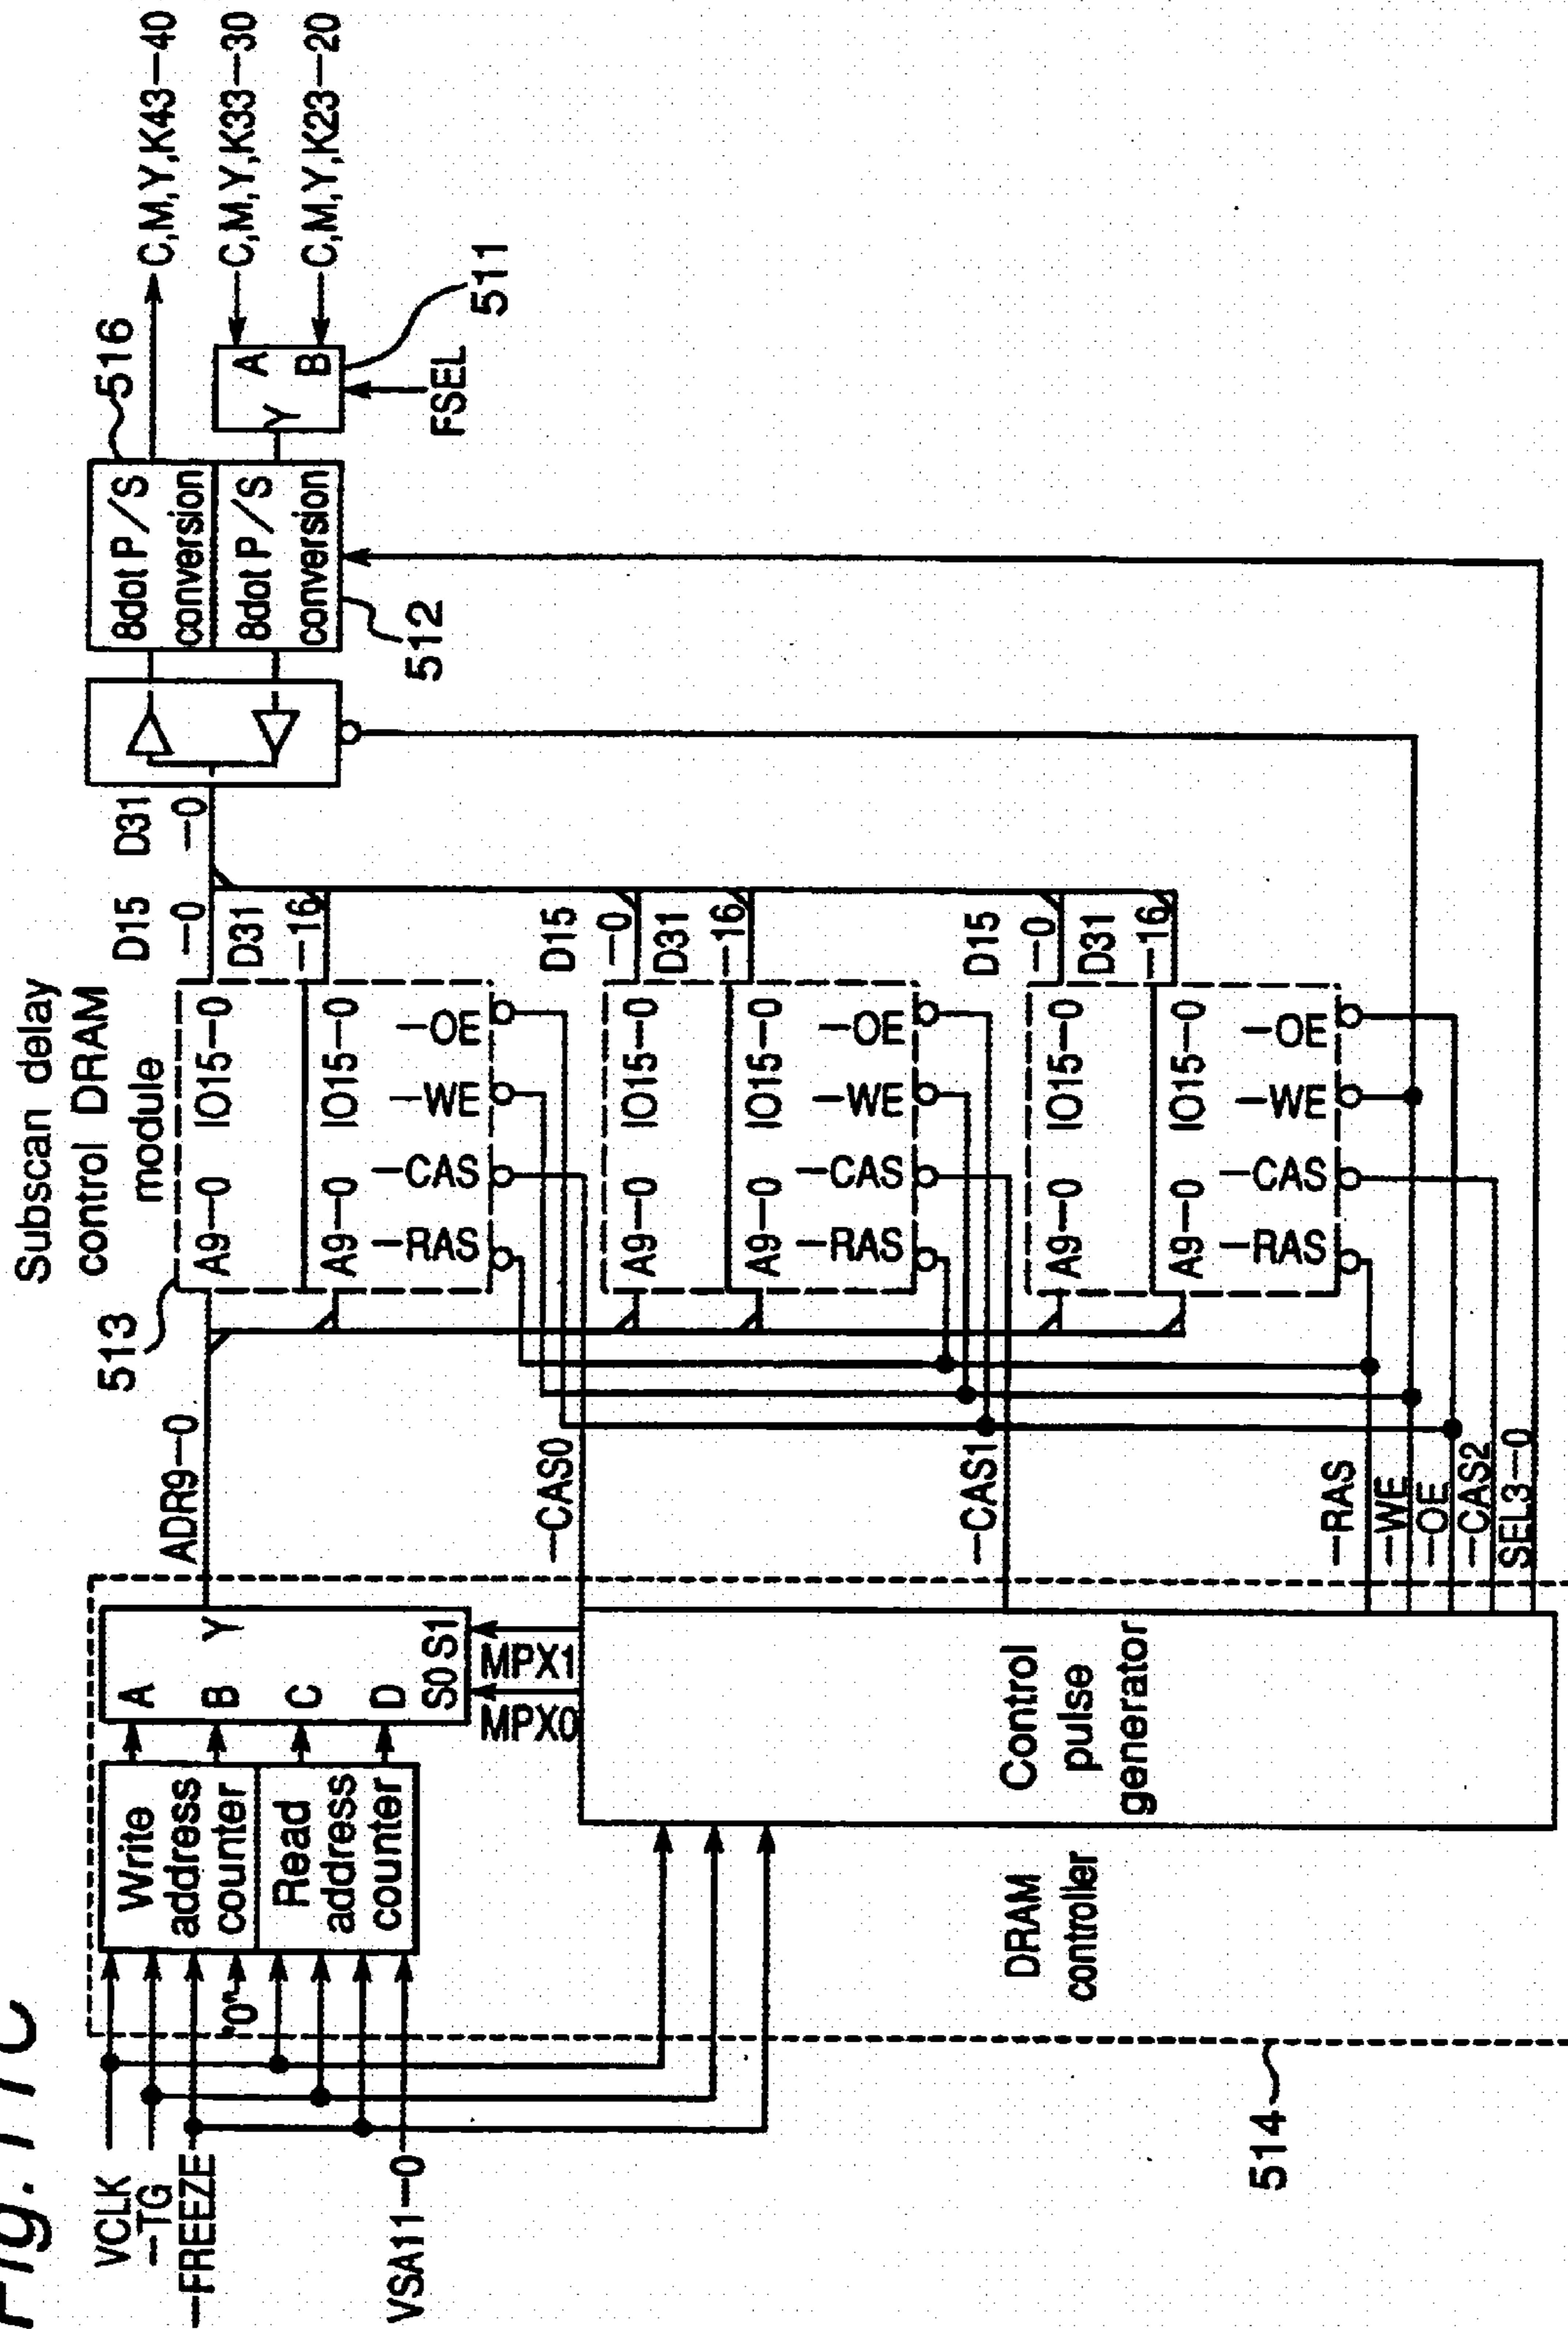 Fig. 17C
VCLK
—TG
—FREEZE
VSA11—0
"0"
Write
address
counter
Read
address
counter
A
B
C
D
Y
S0 S1
MPX0
MPX1
Control
pulse
generator
DRAM
controller
514
ADR9—0
—CAS0
—CAS1
—RAS
—WE
—OE
—CAS2
SEL3—0
Subscan delay
control DRAM
module
513
A9—0 IO15—0
A9—0 IO15—0
—RAS —CAS —WE —OE
A9—0 IO15—0
A9—0 IO15—0
—RAS —CAS —WE —OE
A9—0 IO15—0
A9—0 IO15—0
—RAS —CAS —WE —OE
D15
—0
D31
—16
D15
—0
D31
—16
D15
—0
D31
—16
D31
—0
8dot P/S
conversion
8dot P/S
conversion
512
516
Y
A
B
FSEL
511
C,M,Y,K43—40
C,M,Y,K33—30
C,M,Y,K23—20